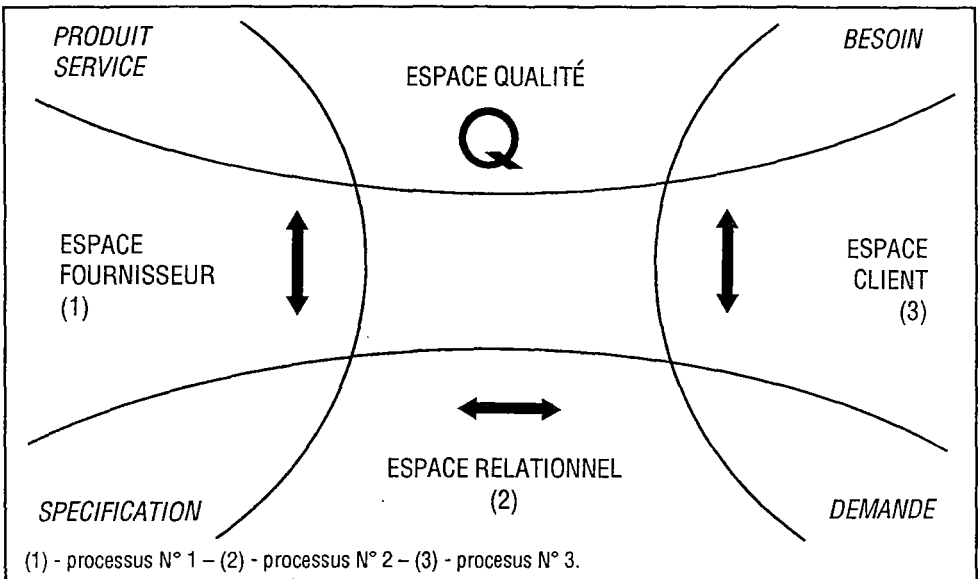 PRODUIT
SERVICE
BESOIN
ESPACE QUALITÉ
Q
ESPACE
FOURNISSEUR
(1)
ESPACE
CLIENT
(3)
ESPACE RELATIONNEL
(2)
SPECIFICATION
DEMANDE
(1) - processus N° 1 – (2) - processus N° 2 – (3) - procesus N° 3.